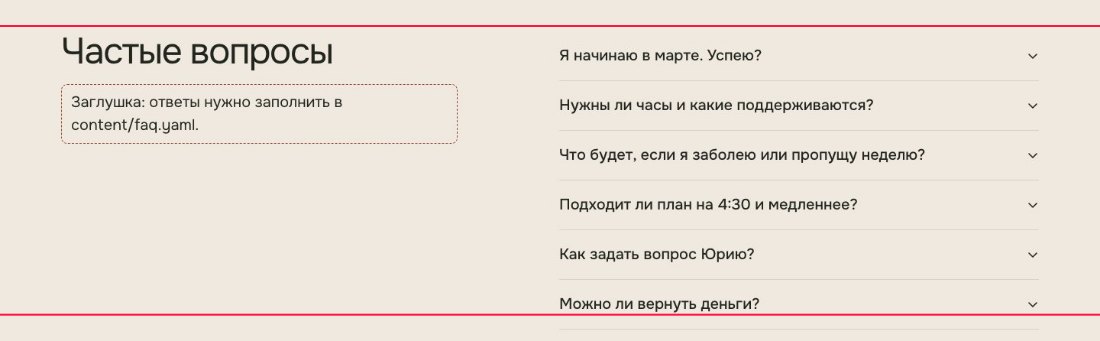 Частые вопросы
Заглушка: ответы нужно заполнить в
content/faq.yaml.
Я начинаю в марте. Успею?
Нужны ли часы и какие поддерживаются?
Что будет, если я заболею или пропущу неделю?
Подходит ли план на 4:30 и медленнее?
Как задать вопрос Юрию?
Можно ли вернуть деньги?